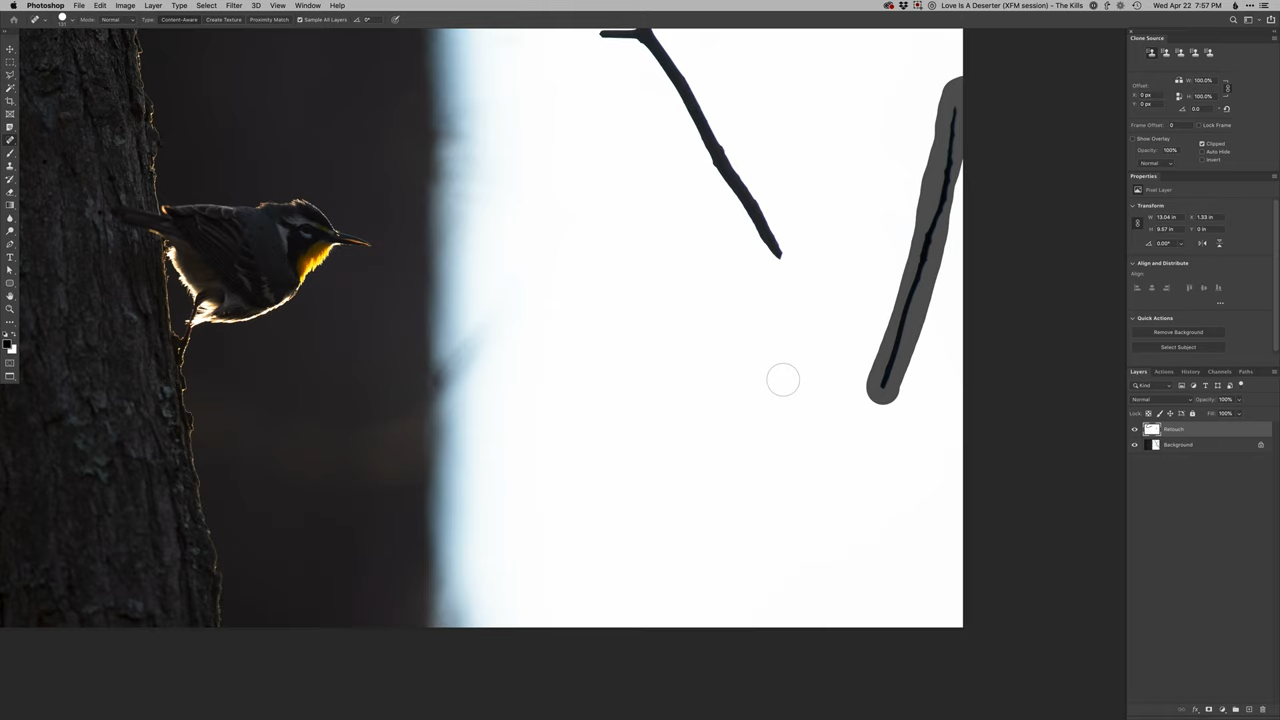 Photoshop File Edit Image Layer Type Select Filter 3D View Window Help Love Is A Deserter (XFM session) - The Kills Wed Apr 22 7:57 PM
131 Mode: Normal Type: Content-Aware Create Texture Proximity Match Sample All Layers 0°
Clone Source
Offset: W: 100.0%
X: 0 px H: 100.0%
Y: 0 px 0.0
Frame Offset: 0 Lock Frame
Show Overlay Clipped
Opacity: 100% Auto Hide
Normal Invert
Properties
Pixel Layer
Transform
W 13.04 in X 1.33 in
H 9.57 in Y 0 in
0.00°
Align and Distribute
Align:
Quick Actions
Remove Background
Select Subject
Layers Actions History Channels Paths
Kind
Normal Opacity: 100%
Lock: Fill: 100%
Retouch
Background